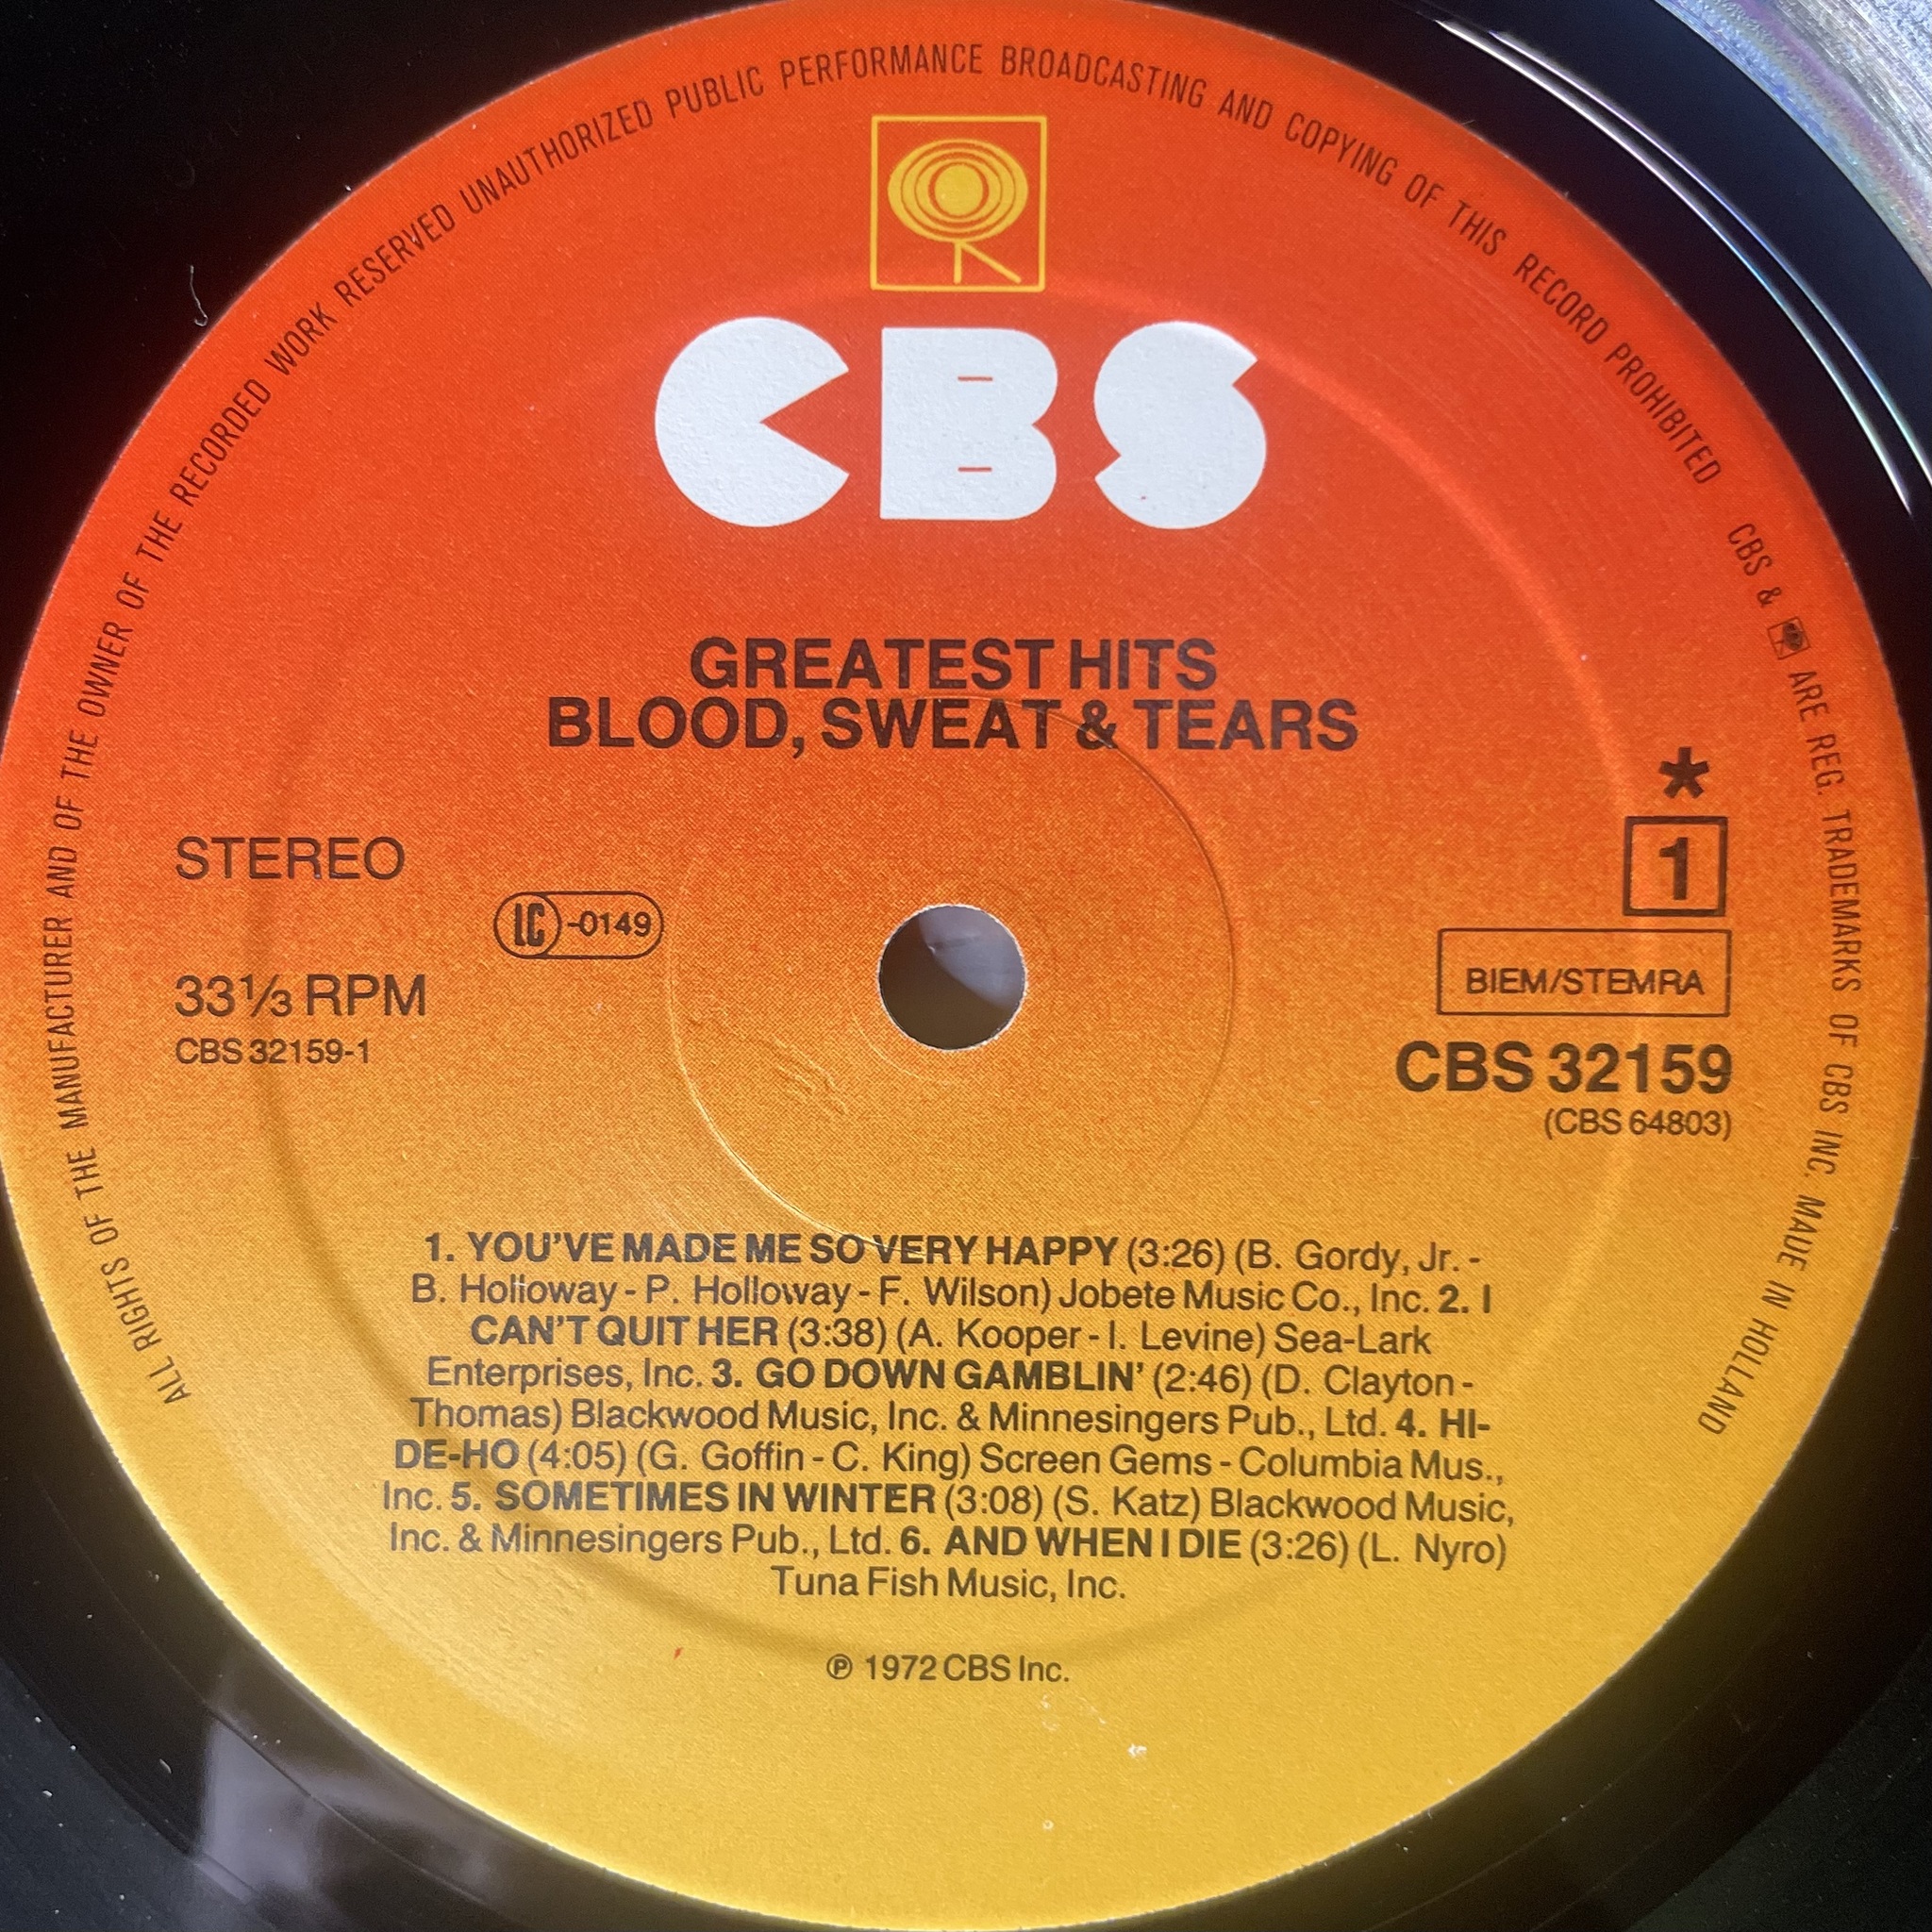 ALL RIGHTS OF THE MANUFACTURER AND OF THE OWNER OF THE RECORDED WORK RESERVED UNAUTHORIZED PUBLIC PERFORMANCE BROADCASTING AND COPYING OF THIS RECORD PROHIBITED CBS & ARE REG. TRADEMARKS OF CBS INC. MADE IN HOLLAND
CBS
GREATEST HITS
BLOOD, SWEAT & TEARS
*
STEREO
1
LC-0149
BIEM/STEMRA
33⅓ RPM
CBS 32159-1
CBS 32159
(CBS 64803)
1. YOU'VE MADE ME SO VERY HAPPY (3:26) (B. Gordy, Jr. -
B. Holloway - P. Holloway - F. Wilson) Jobete Music Co., Inc. 2. I
CAN'T QUIT HER (3:38) (A. Kooper - I. Levine) Sea-Lark
Enterprises, Inc. 3. GO DOWN GAMBLIN' (2:46) (D. Clayton -
Thomas) Blackwood Music, Inc. & Minnesingers Pub., Ltd. 4. HI-
DE-HO (4:05) (G. Goffin - C. King) Screen Gems - Columbia Mus.,
Inc. 5. SOMETIMES IN WINTER (3:08) (S. Katz) Blackwood Music,
Inc. & Minnesingers Pub., Ltd. 6. AND WHEN I DIE (3:26) (L. Nyro)
Tuna Fish Music, Inc.
℗ 1972 CBS Inc.